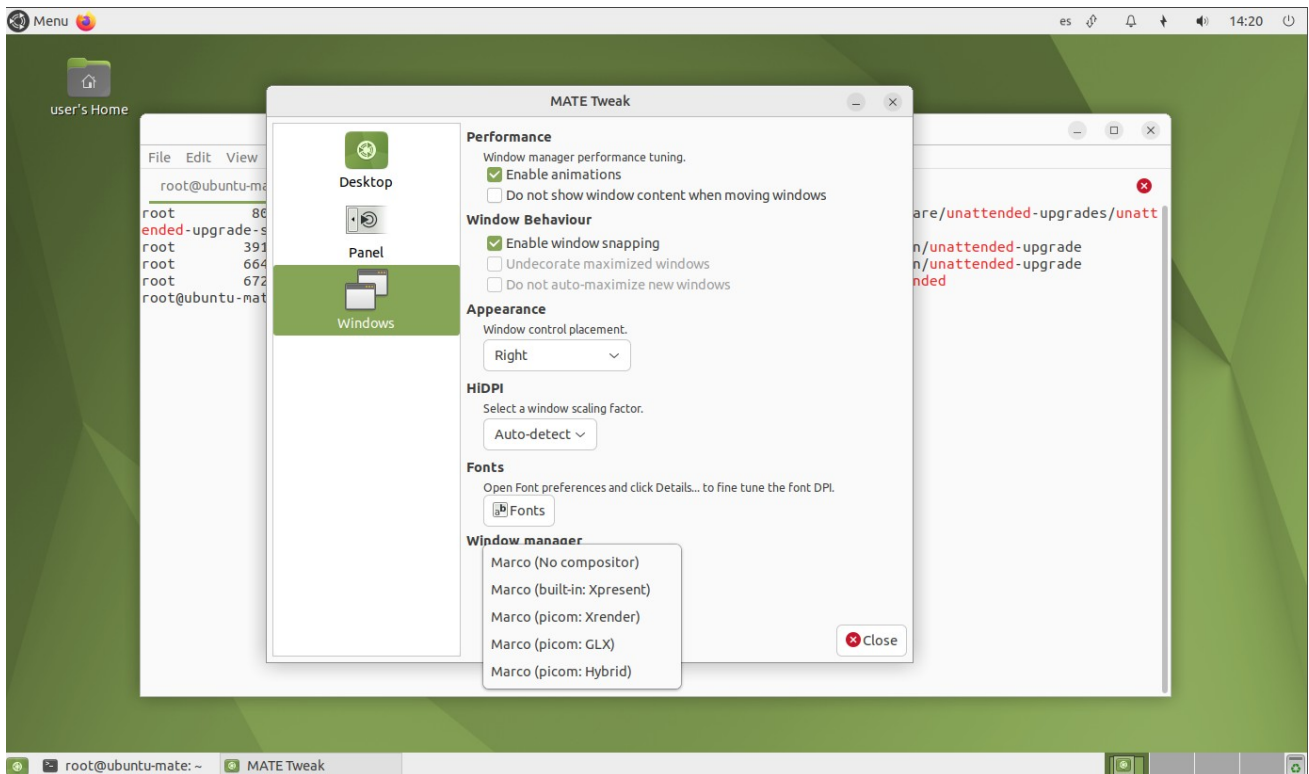 Menu
es
14:20
user's Home
MATE Tweak
File Edit View
root@ubuntu-ma
root 80
are/unattended-upgrades/unatt
ended-upgrade-s
root 391
n/unattended-upgrade
root 664
n/unattended-upgrade
root 672
nded
root@ubuntu-mat
Desktop
Panel
Windows
Performance
Window manager performance tuning.
Enable animations
Do not show window content when moving windows
Window Behaviour
Enable window snapping
Undecorate maximized windows
Do not auto-maximize new windows
Appearance
Window control placement.
Right
HiDPI
Select a window scaling factor.
Auto-detect
Fonts
Open Font preferences and click Details... to fine tune the font DPI.
Fonts
Window manager
Marco (No compositor)
Marco (built-in: Xpresent)
Marco (picom: Xrender)
Marco (picom: GLX)
Marco (picom: Hybrid)
Close
root@ubuntu-mate: ~
MATE Tweak